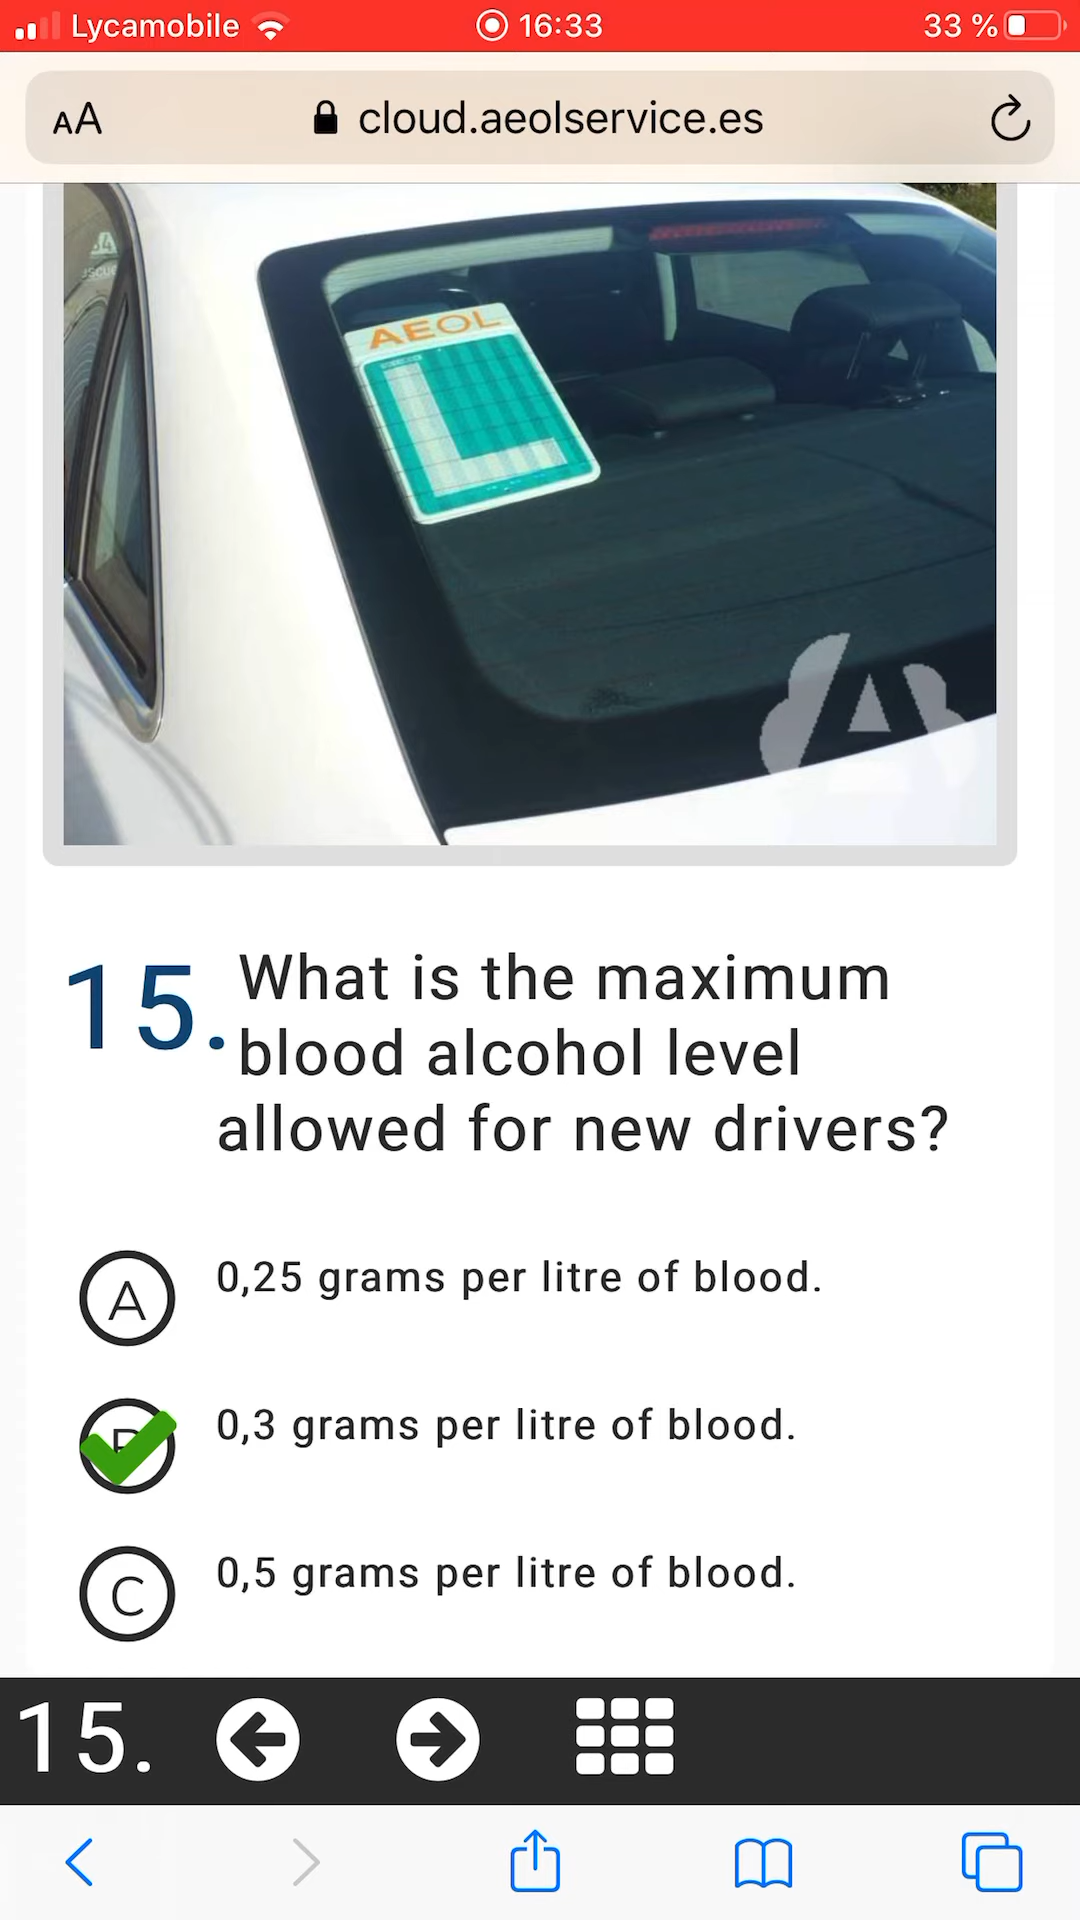 Lycamobile 16:33 33 %
AA cloud.aeolservice.es
AEOL
L
15. What is the maximum
blood alcohol level
allowed for new drivers?
A 0,25 grams per litre of blood.
0,3 grams per litre of blood.
C 0,5 grams per litre of blood.
15.